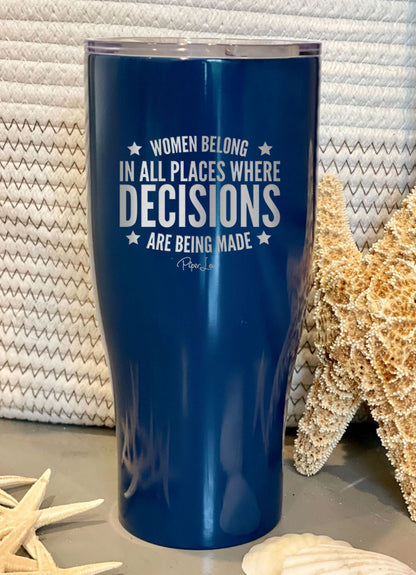 WOMEN BELONG
IN ALL PLACES WHERE
DECISIONS
ARE BEING MADE
Piper Lou